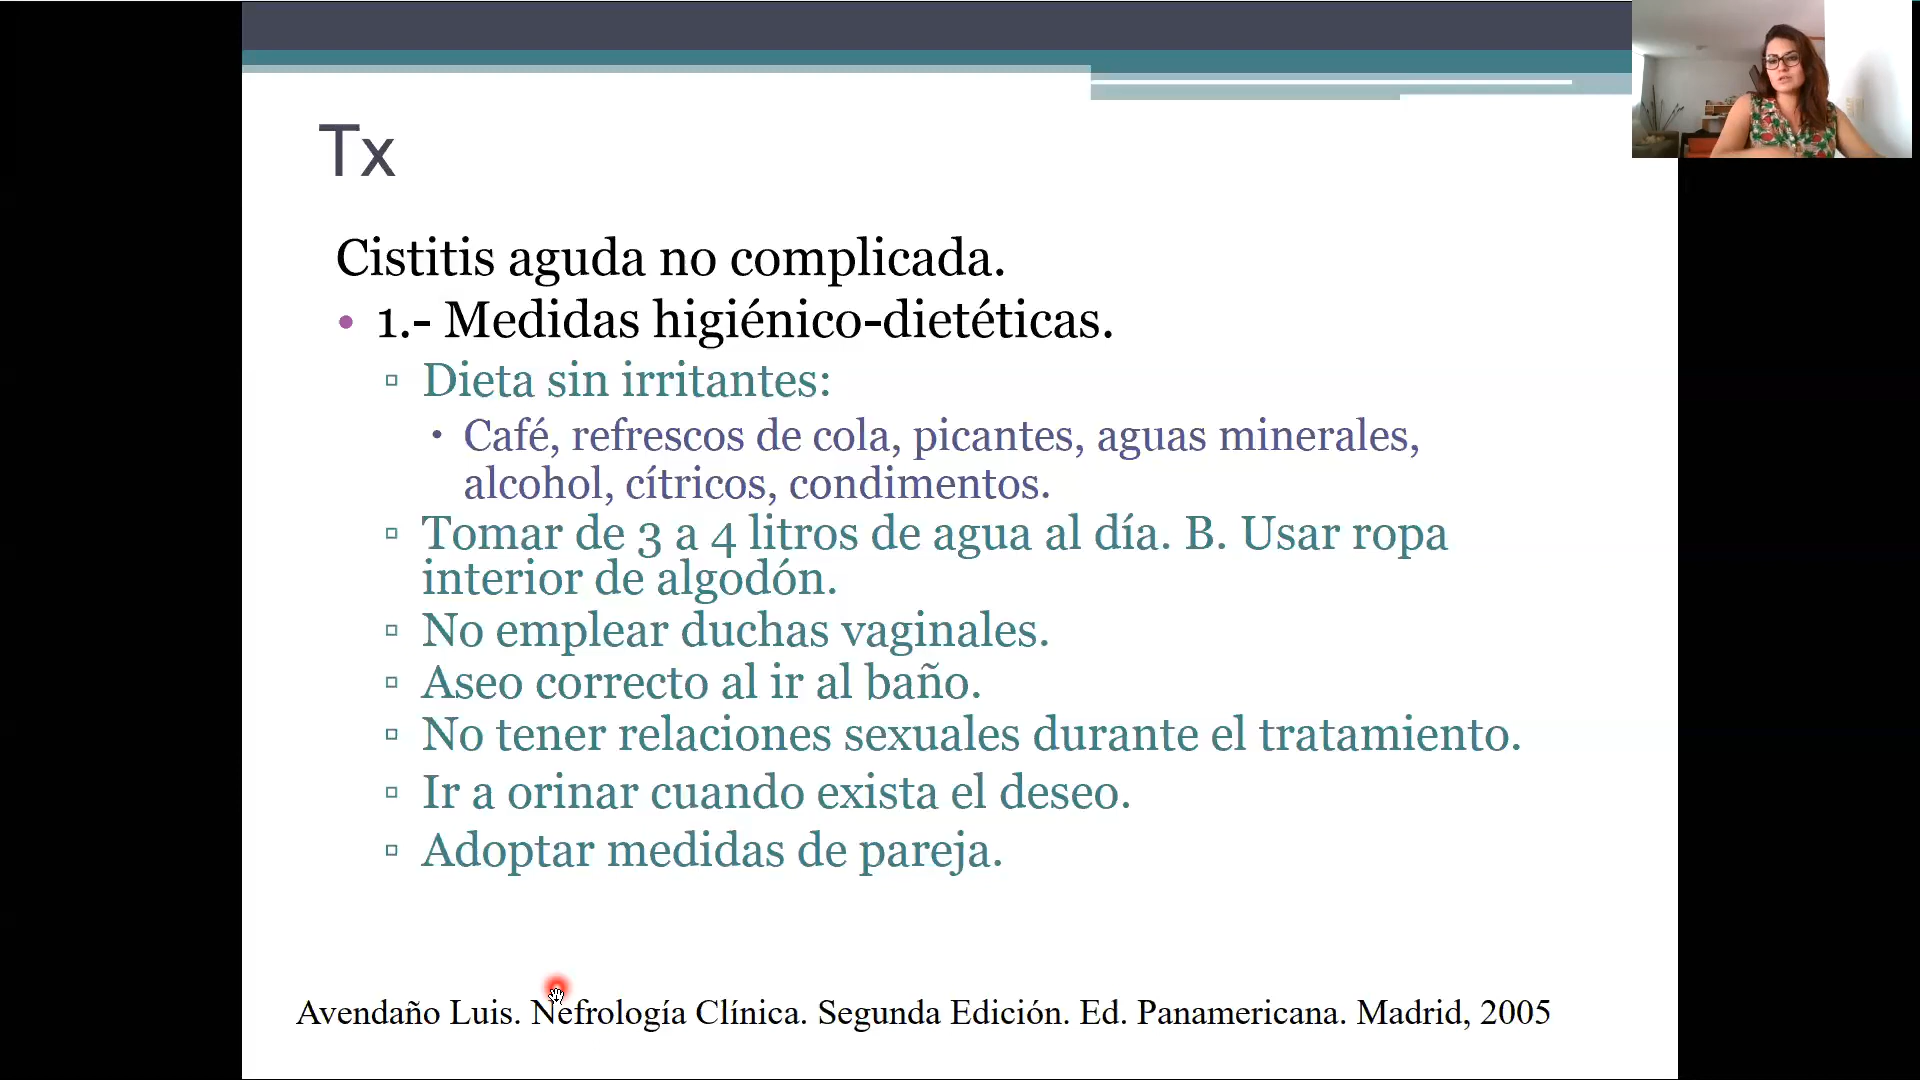 Tx
Cistitis aguda no complicada.
• 1.- Medidas higiénico-dietéticas.
▫ Dieta sin irritantes:
• Café, refrescos de cola, picantes, aguas minerales,
alcohol, cítricos, condimentos.
▫ Tomar de 3 a 4 litros de agua al día. B. Usar ropa
interior de algodón.
▫ No emplear duchas vaginales.
▫ Aseo correcto al ir al baño.
▫ No tener relaciones sexuales durante el tratamiento.
▫ Ir a orinar cuando exista el deseo.
▫ Adoptar medidas de pareja.
Avendaño Luis. Nefrología Clínica. Segunda Edición. Ed. Panamericana. Madrid, 2005